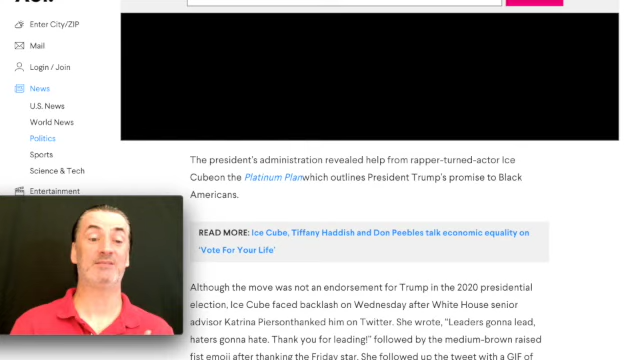 Enter City/ZIP
Mail
Login / Join
News
U.S. News
World News
Politics
Sports
Science & Tech
Entertainment
The president's administration revealed help from rapper-turned-actor Ice
Cubeon the Platinum Planwhich outlines President Trump's promise to Black
Americans.
READ MORE: Ice Cube, Tiffany Haddish and Don Peebles talk economic equality on
'Vote For Your Life'
Although the move was not an endorsement for Trump in the 2020 presidential
election, Ice Cube faced backlash on Wednesday after White House senior
advisor Katrina Piersonthanked him on Twitter. She wrote, “Leaders gonna lead,
haters gonna hate. Thank you for leading!” followed by the medium-brown raised
fist emoji after thanking the Friday star. She followed up the tweet with a GIF of